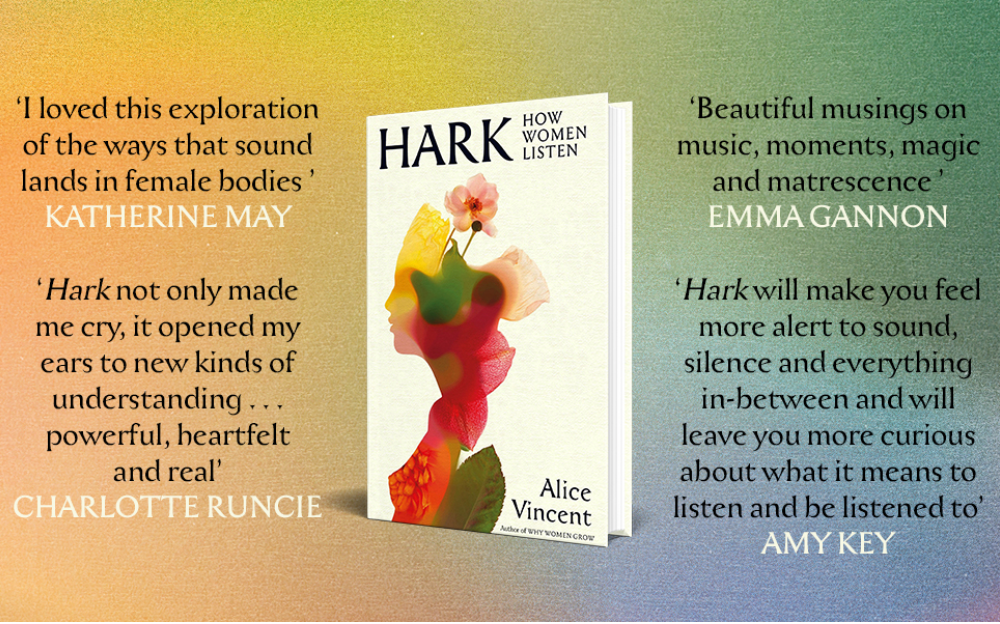 ‘I loved this exploration
of the ways that sound
lands in female bodies ’
KATHERINE MAY
‘Hark not only made
me cry, it opened my
ears to new kinds of
understanding . . .
powerful, heartfelt
and real’
CHARLOTTE RUNCIE
HARK
HOW
WOMEN
LISTEN
Alice
Vincent
Author of WHY WOMEN GROW
‘Beautiful musings on
music, moments, magic
and matrescence ’
EMMA GANNON
‘Hark will make you feel
more alert to sound,
silence and everything
in-between and will
leave you more curious
about what it means to
listen and be listened to’
AMY KEY